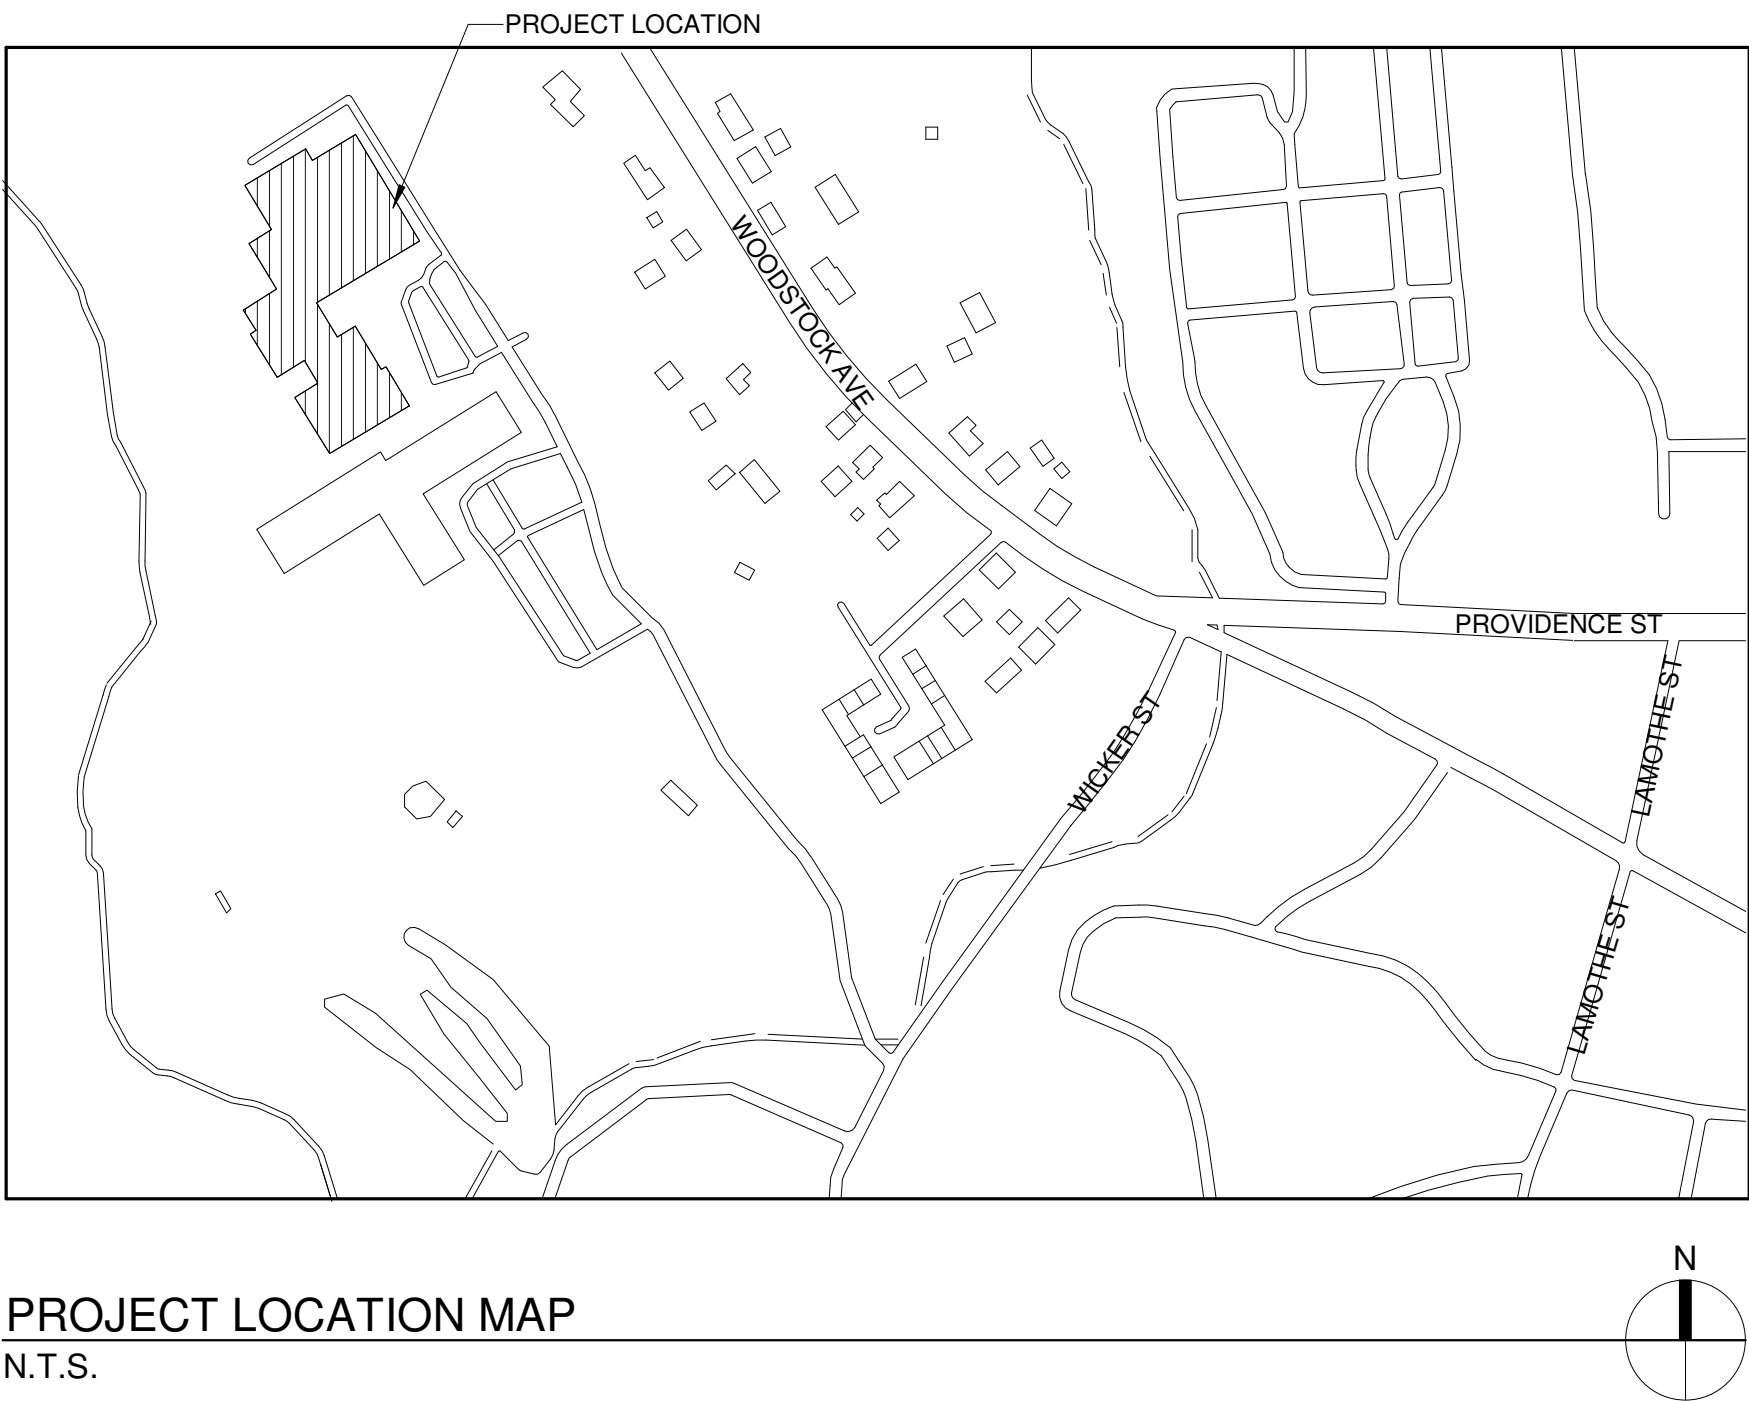 PROJECT LOCATION
WOODSTOCK AVE
PROVIDENCE ST
LAMOTHE ST
WICKER ST
LAMOTHE ST
N
PROJECT LOCATION MAP
N.T.S.